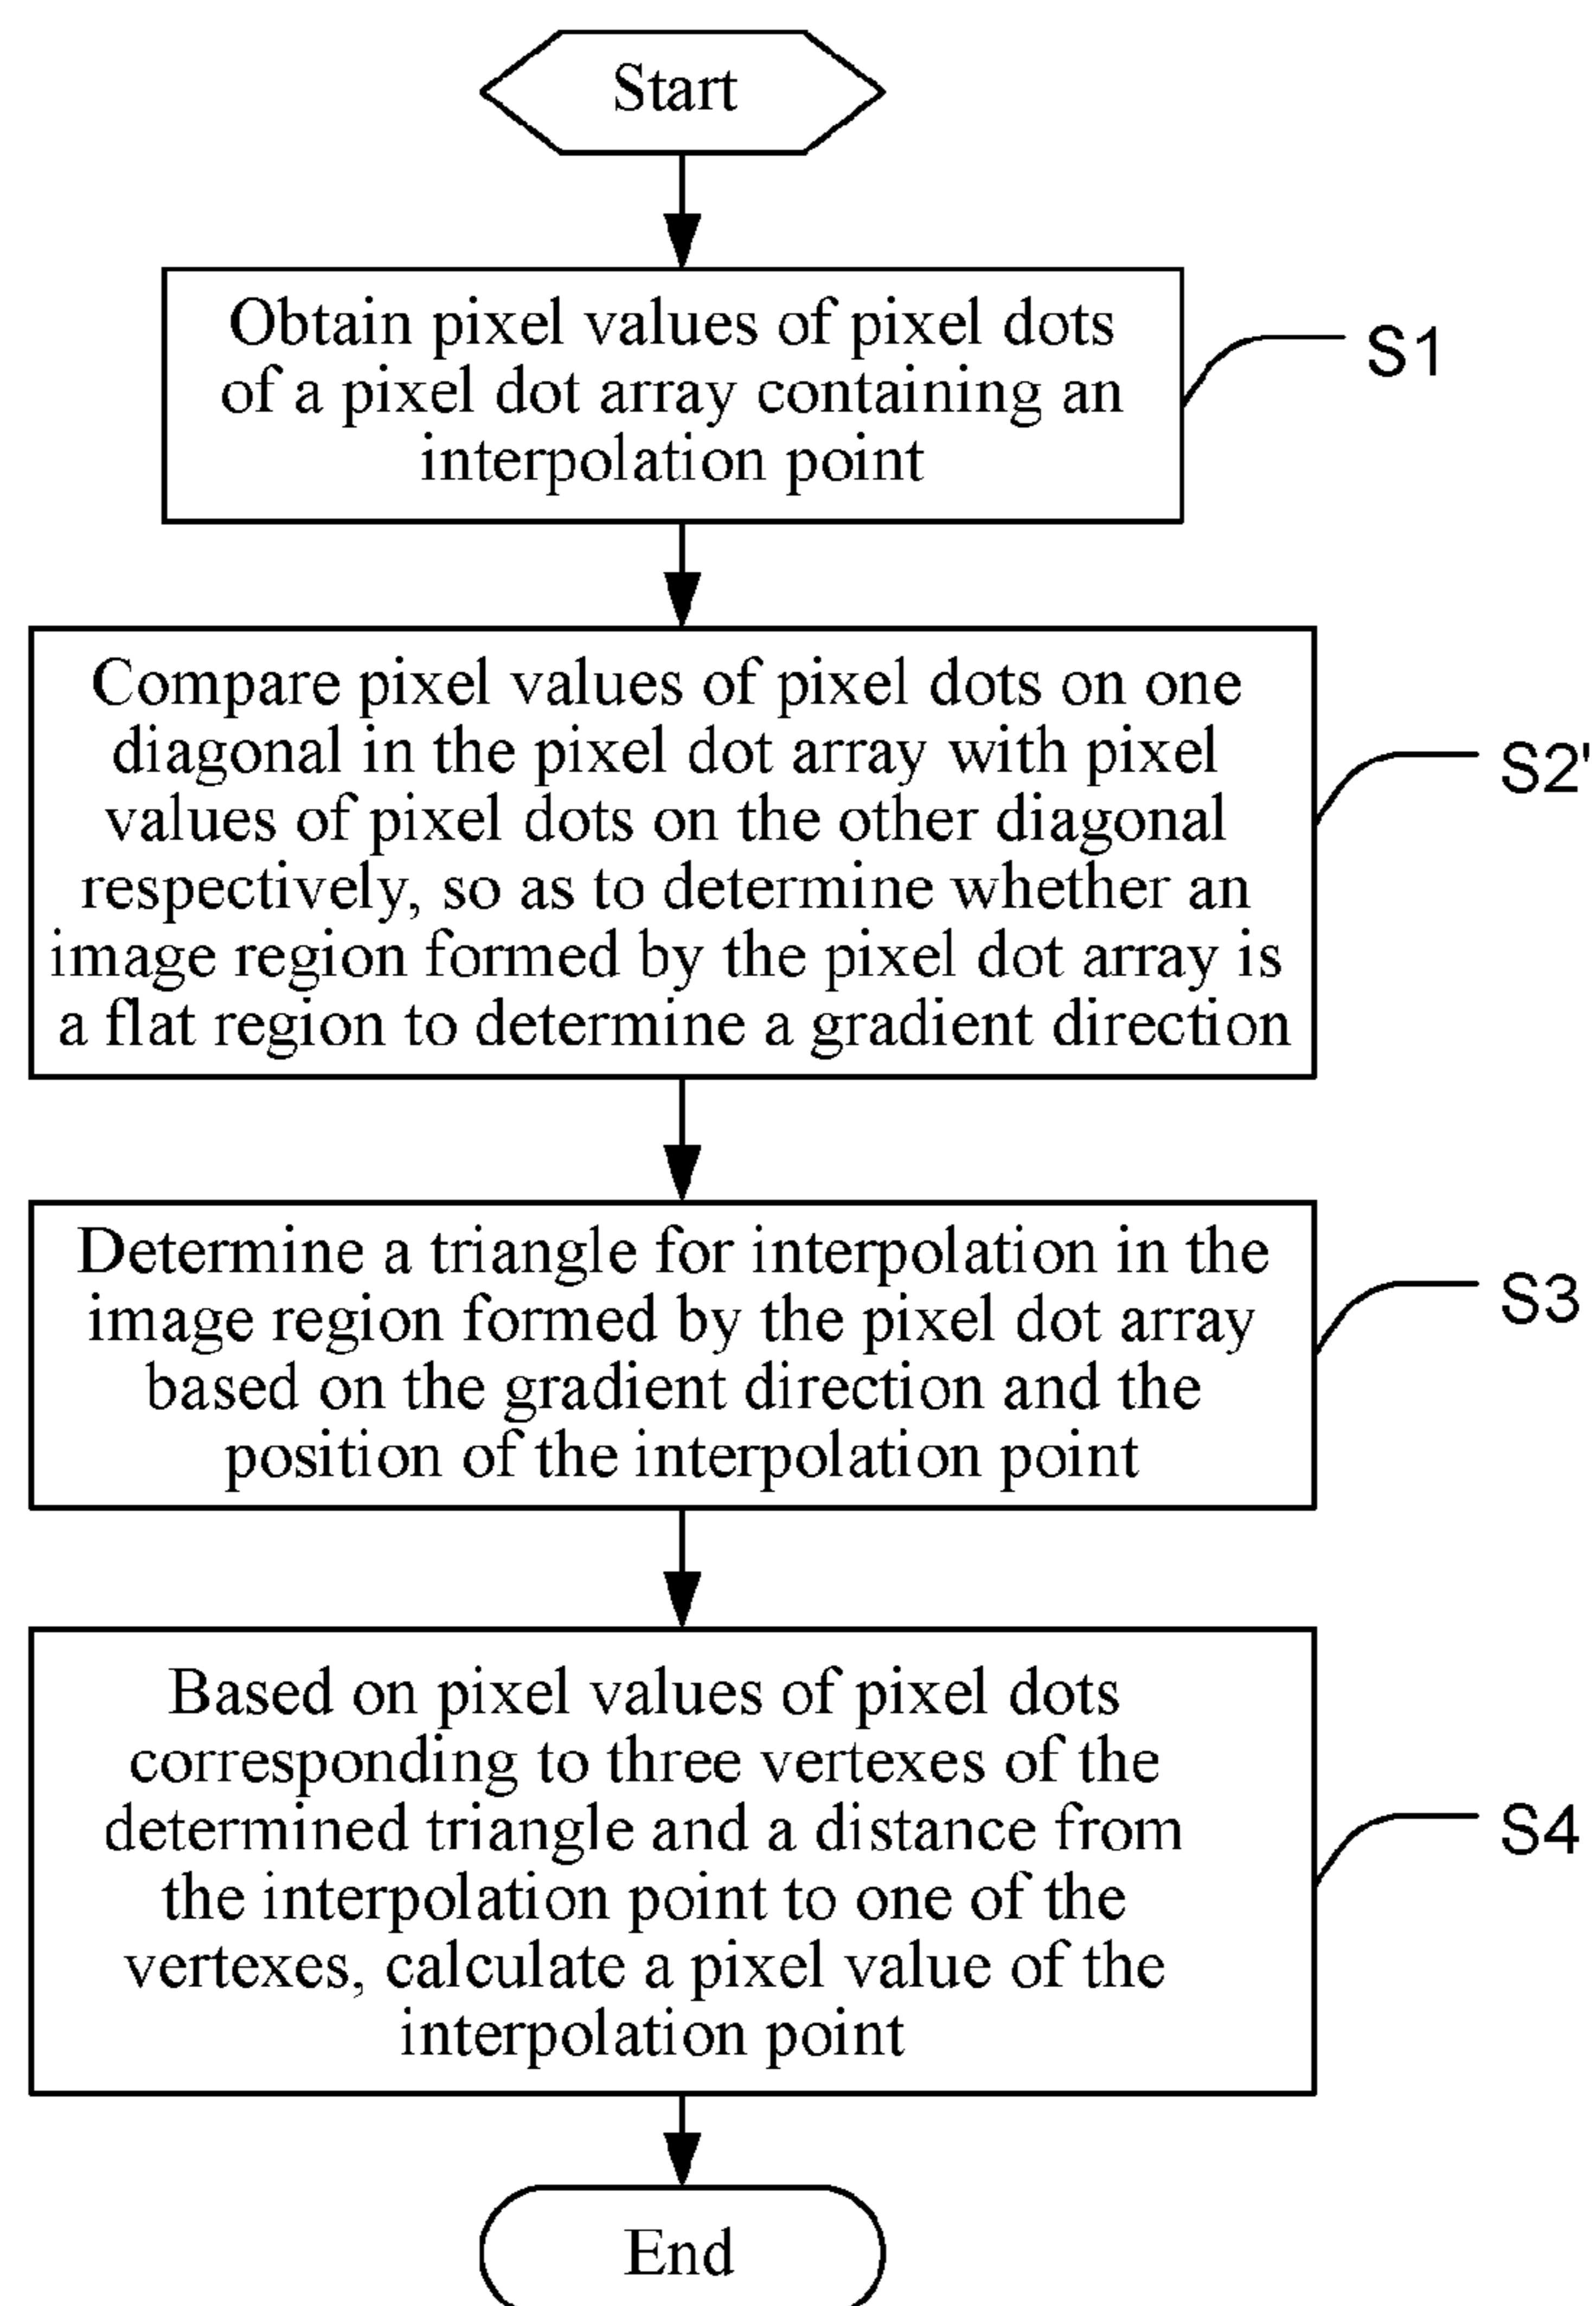 Start
Obtain pixel values of pixel dots
of a pixel dot array containing an
interpolation point
S1
Compare pixel values of pixel dots on one
diagonal in the pixel dot array with pixel
values of pixel dots on the other diagonal
respectively, so as to determine whether an
image region formed by the pixel dot array is
a flat region to determine a gradient direction
S2'
Determine a triangle for interpolation in the
image region formed by the pixel dot array
based on the gradient direction and the
position of the interpolation point
S3
Based on pixel values of pixel dots
corresponding to three vertexes of the
determined triangle and a distance from
the interpolation point to one of the
vertexes, calculate a pixel value of the
interpolation point
S4
End